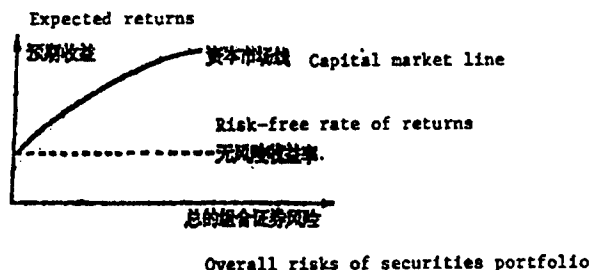 Expected returns
预期收益
资本市场线 Capital market line
Risk-free rate of returns
无风险收益率.
总的组合证券风险
Overall risks of securities portfolio